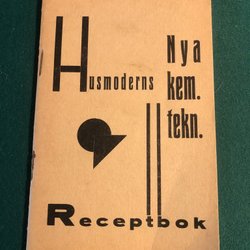 Husmoderns
Nya
kem.
tekn.
Receptbok